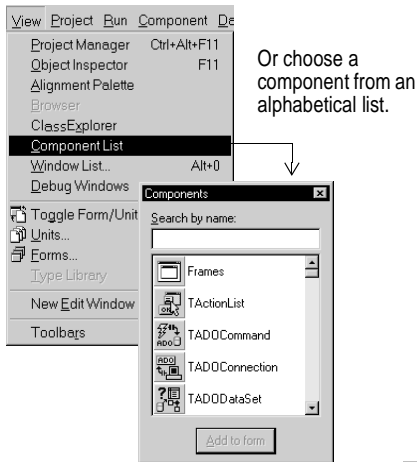 View Project Run Component De
Project Manager Ctrl+Alt+F11
Object Inspector F11
Alignment Palette
Browser
ClassExplorer
Component List
Window List... Alt+0
Debug Windows
Toggle Form/Unit
Units...
Forms...
Type Library
New Edit Window
Toolbars
Or choose a
component from an
alphabetical list.
Components
Search by name:
Frames
TActionList
TADOCommand
TADOConnection
TADODataSet
Add to form